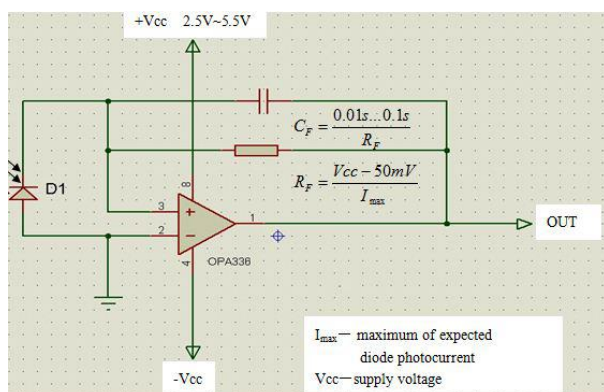 +Vcc 2.5V~5.5V
C_F = 0.01s...0.1s / R_F
R_F = Vcc − 50mV / I_max
D1
8
3
+
1
2
−
OUT
OPA336
4
-Vcc
I_max— maximum of expected
diode photocurrent
Vcc—supply voltage